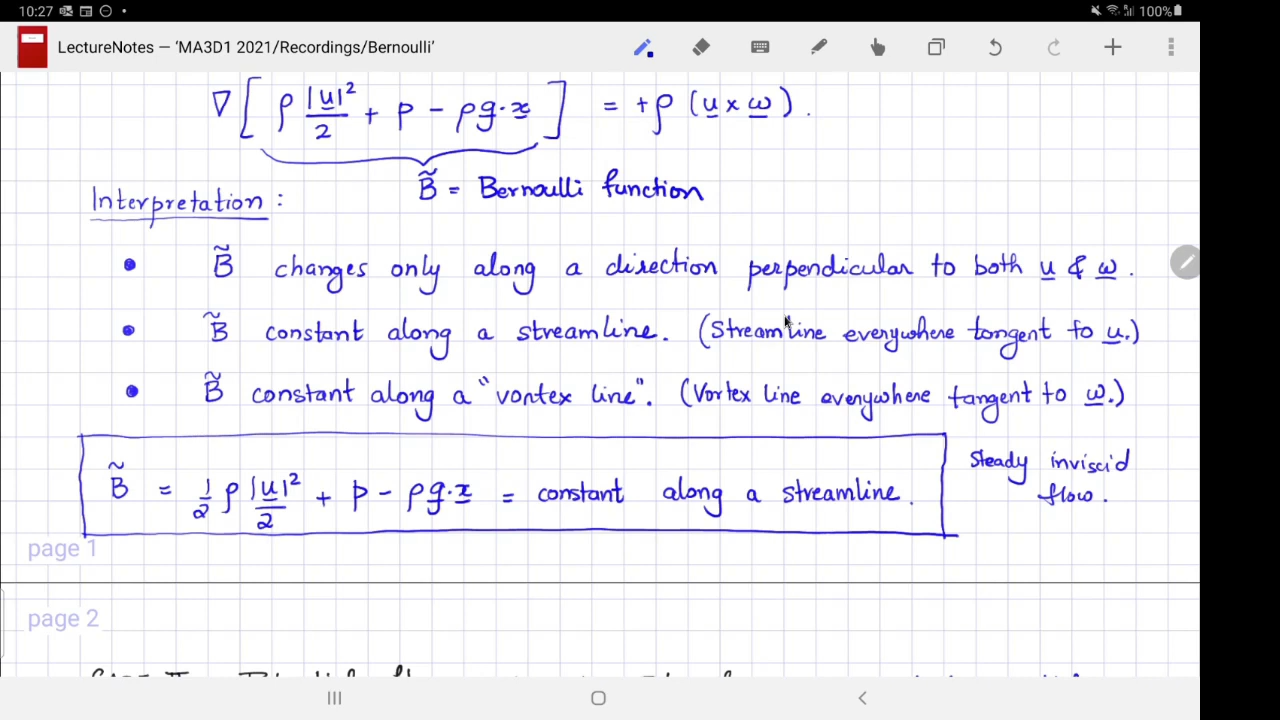 10:27 100%
LectureNotes — ‘MA3D1 2021/Recordings/Bernoulli’
∇ [ ρ |u|²/2 + p − ρg·x ] = +ρ (u × ω).
B̃ = Bernoulli function
Interpretation :
• B̃ changes only along a direction perpendicular to both u & ω.
• B̃ constant along a streamline. (Streamline everywhere tangent to u.)
• B̃ constant along a "vortex line". (Vortex line everywhere tangent to ω.)
B̃ = 1/2 ρ |u|²/2 + p − ρg·x = constant along a streamline.
Steady inviscid
flow.
page 1
page 2